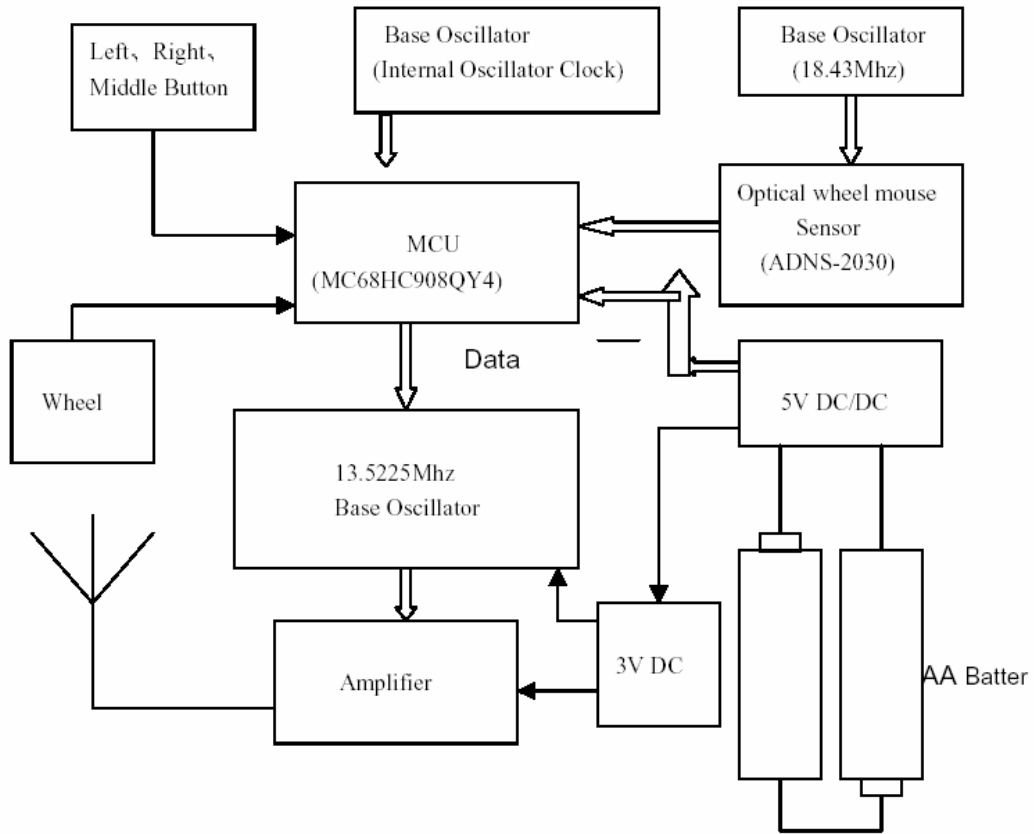 Left、Right、
Middle Button
Base Oscillator
(Internal Oscillator Clock)
Base Oscillator
(18.43Mhz)
Optical wheel mouse
Sensor
(ADNS-2030)
MCU
(MC68HC908QY4)
Data
Wheel
5V DC/DC
13.5225Mhz
Base Oscillator
3V DC
Amplifier
AA Batter